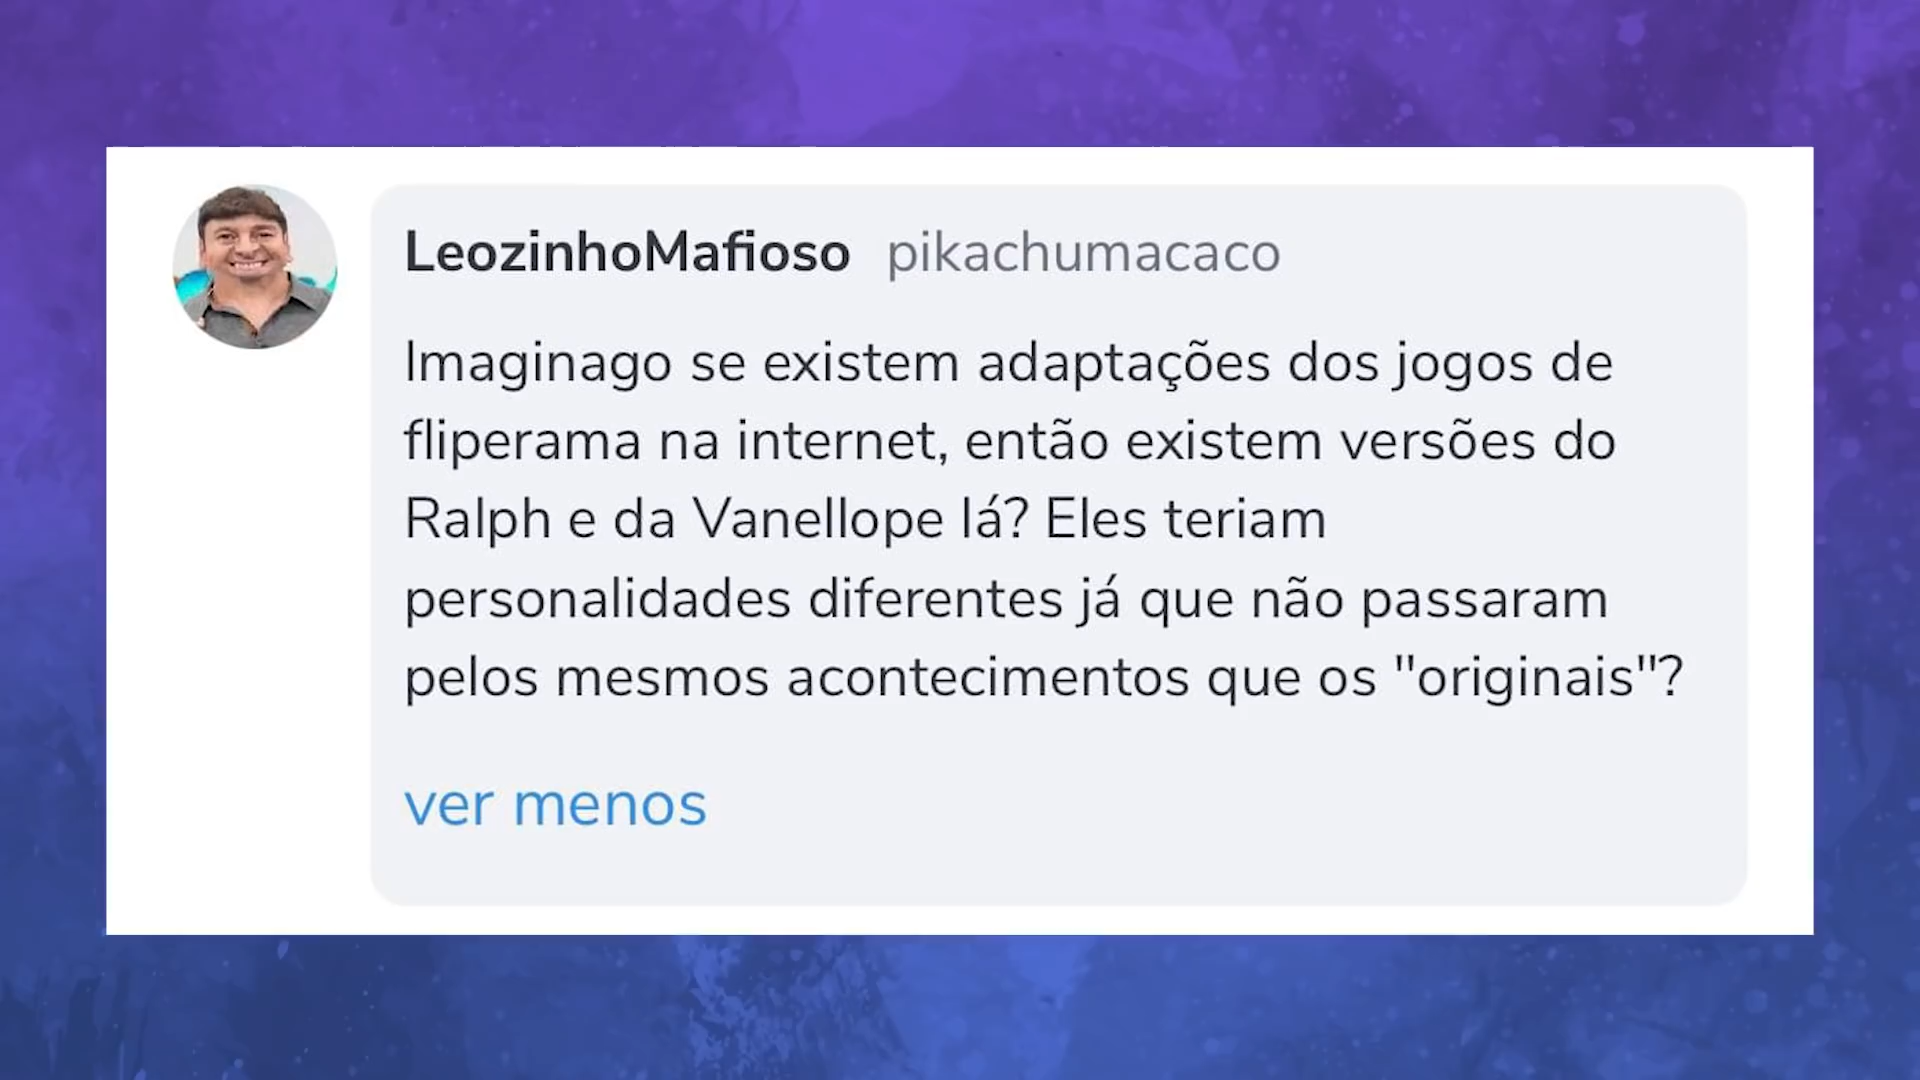 LeozinhoMafioso pikachumacaco
Imaginago se existem adaptações dos jogos de
fliperama na internet, então existem versões do
Ralph e da Vanellope lá? Eles teriam
personalidades diferentes já que não passaram
pelos mesmos acontecimentos que os "originais"?
ver menos